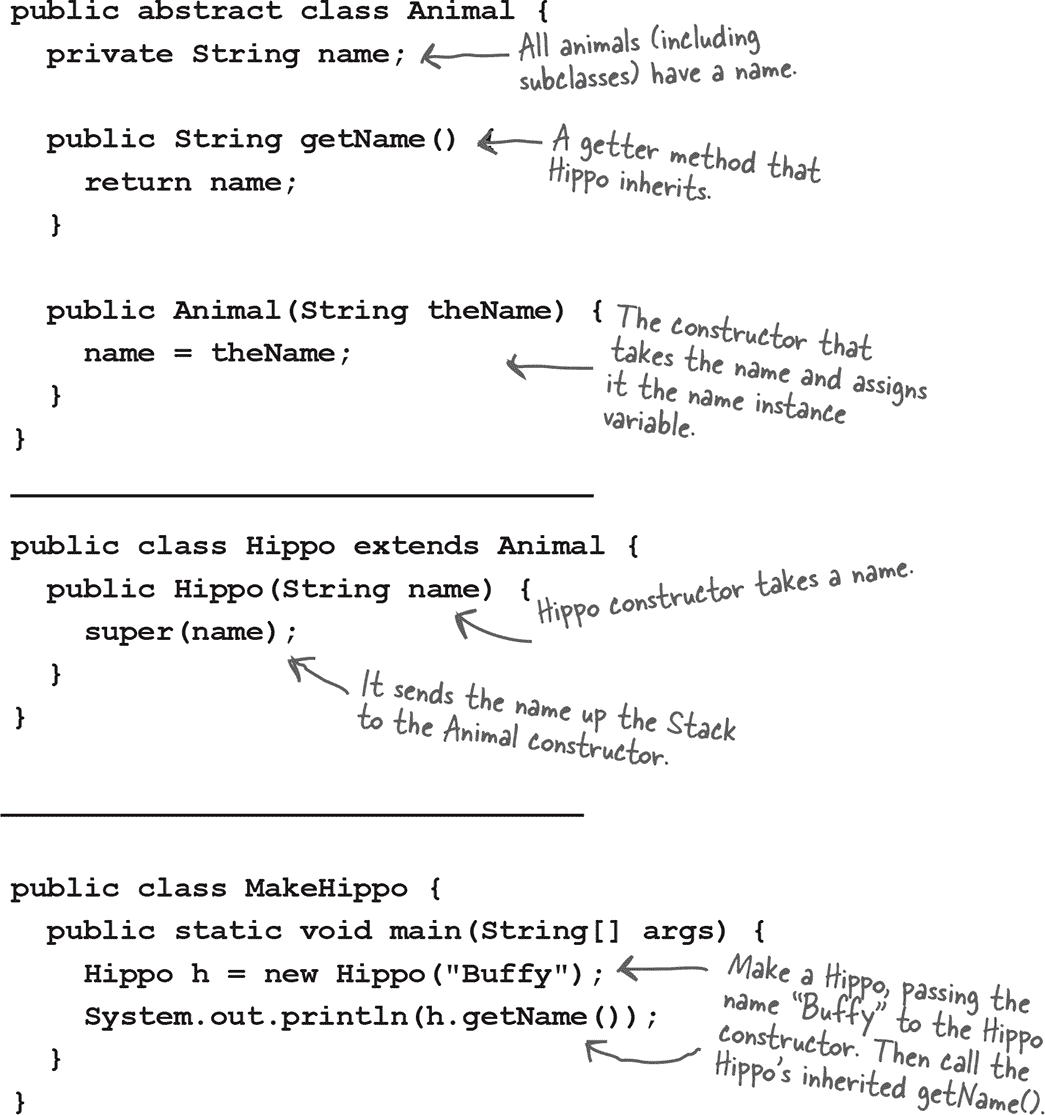 public abstract class Animal {
private String name;
All animals (including
subclasses) have a name.
public String getName() {
A getter method that
Hippo inherits.
return name;
}
public Animal(String theName) {
name = theName;
}
The constructor that
takes the name and assigns
it the name instance
variable.
}
public class Hippo extends Animal {
public Hippo(String name) {
Hippo constructor takes a name.
super(name);
}
It sends the name up the Stack
to the Animal constructor.
}
public class MakeHippo {
public static void main(String[] args) {
Hippo h = new Hippo("Buffy");
System.out.println(h.getName());
Make a Hippo, passing the
name “Buffy” to the Hippo
constructor. Then call the
Hippo's inherited getName().
}
}